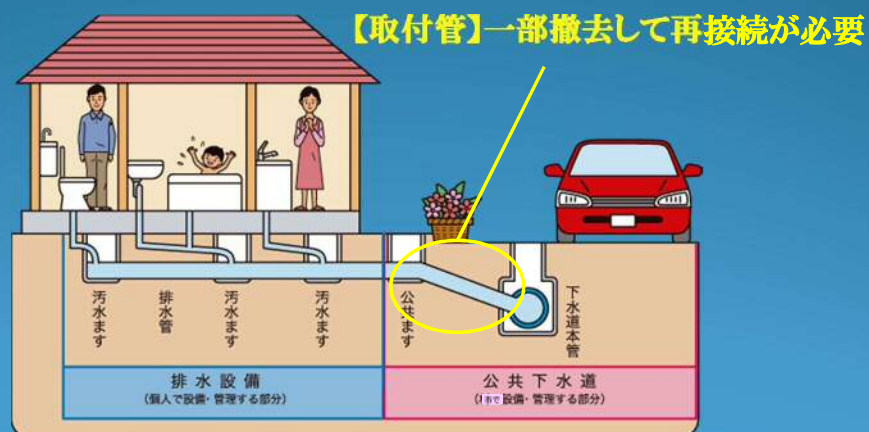 【取付管】一部撤去して再接続が必要
汚水ます
排水管
汚水ます
汚水ます
公共ます
下水道本管
排水設備
(個人で設備・管理する部分)
公共下水道
(市で設備・管理する部分)